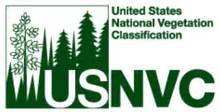 United States
National Vegetation
Classification
USNVC